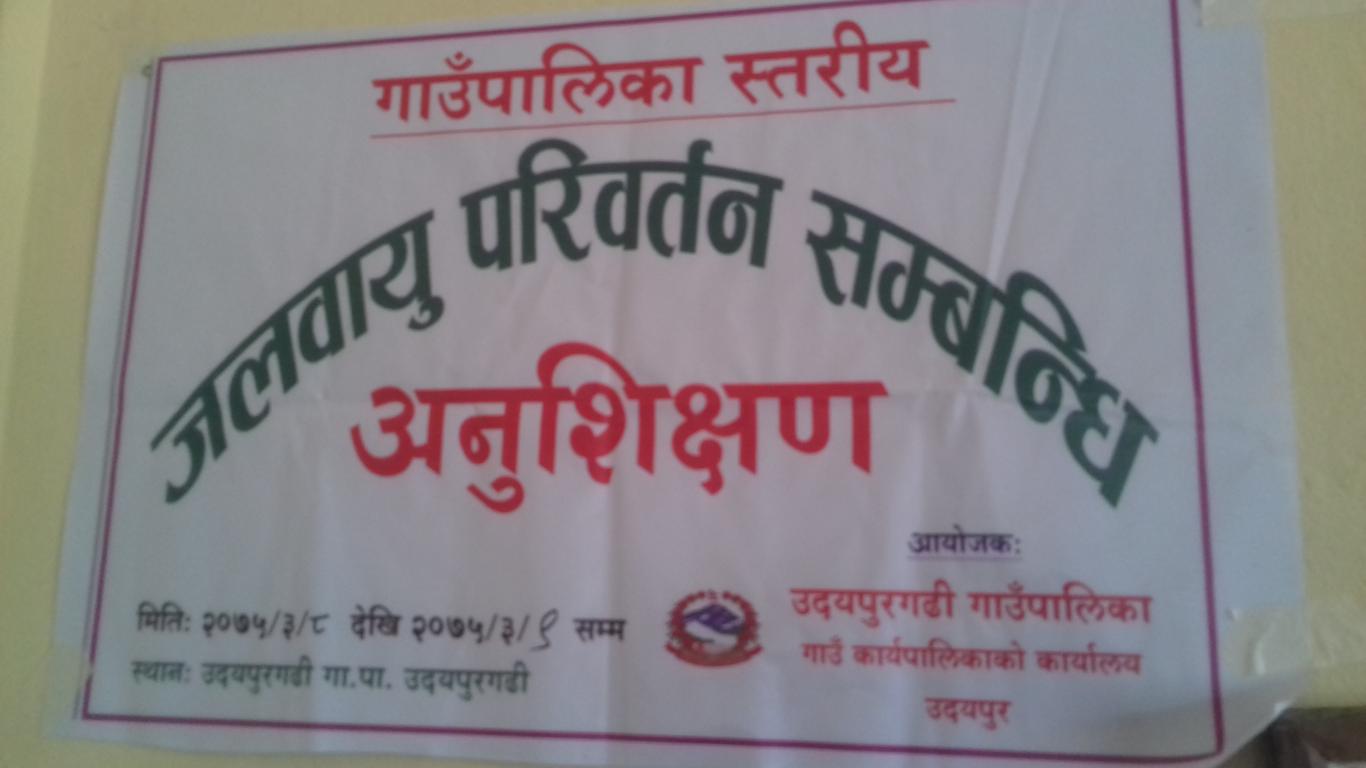 गाउँपालिका स्तरीय
जलवायु परिवर्तन सम्बन्धि
अनुशिक्षण
आयोजकः
मितिः २०७५/३/८ देखि २०७५/३/९ सम्म
स्थानः उदयपुरगढी गा.पा. उदयपुरगढी
उदयपुरगढी गाउँपालिका
गाउँ कार्यपालिकाको कार्यालय
उदयपुर